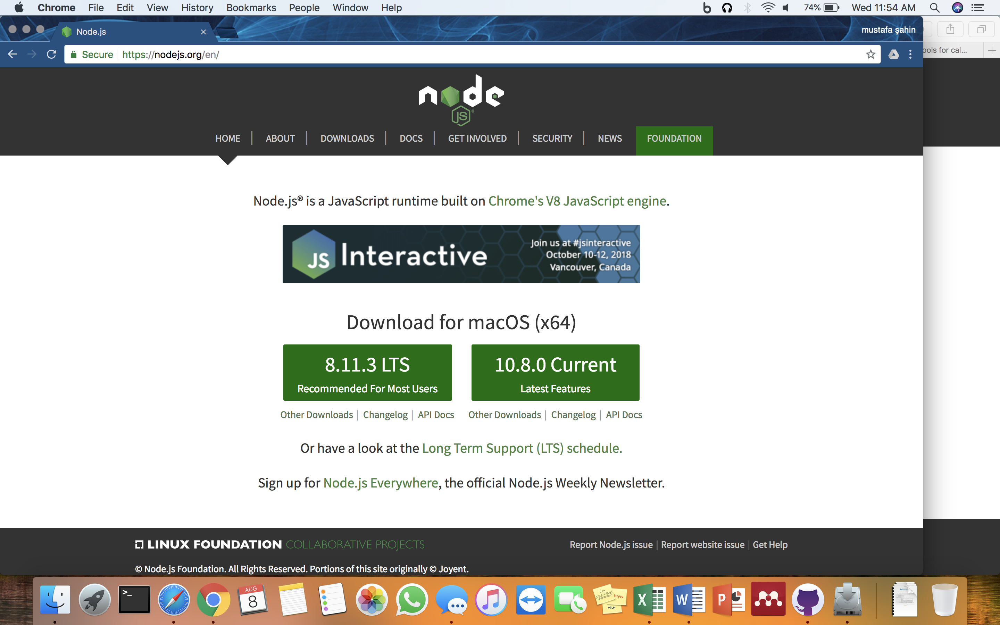 Chrome File Edit View History Bookmarks People Window Help 74% Wed 11:54 AM
Node.js mustafa şahin
Secure https://nodejs.org/en/
ools for cal...
node
JS
HOME ABOUT DOWNLOADS DOCS GET INVOLVED SECURITY NEWS FOUNDATION
Node.js® is a JavaScript runtime built on Chrome's V8 JavaScript engine.
JS Interactive
Join us at #jsinteractive
October 10-12, 2018
Vancouver, Canada
Download for macOS (x64)
8.11.3 LTS
Recommended For Most Users
10.8.0 Current
Latest Features
Other Downloads | Changelog | API Docs
Other Downloads | Changelog | API Docs
Or have a look at the Long Term Support (LTS) schedule.
Sign up for Node.js Everywhere, the official Node.js Weekly Newsletter.
LINUX FOUNDATION COLLABORATIVE PROJECTS
Report Node.js issue | Report website issue | Get Help
© Node.js Foundation. All Rights Reserved. Portions of this site originally © Joyent.
>_
AUG
8
EGGS
MILK
X
W
P